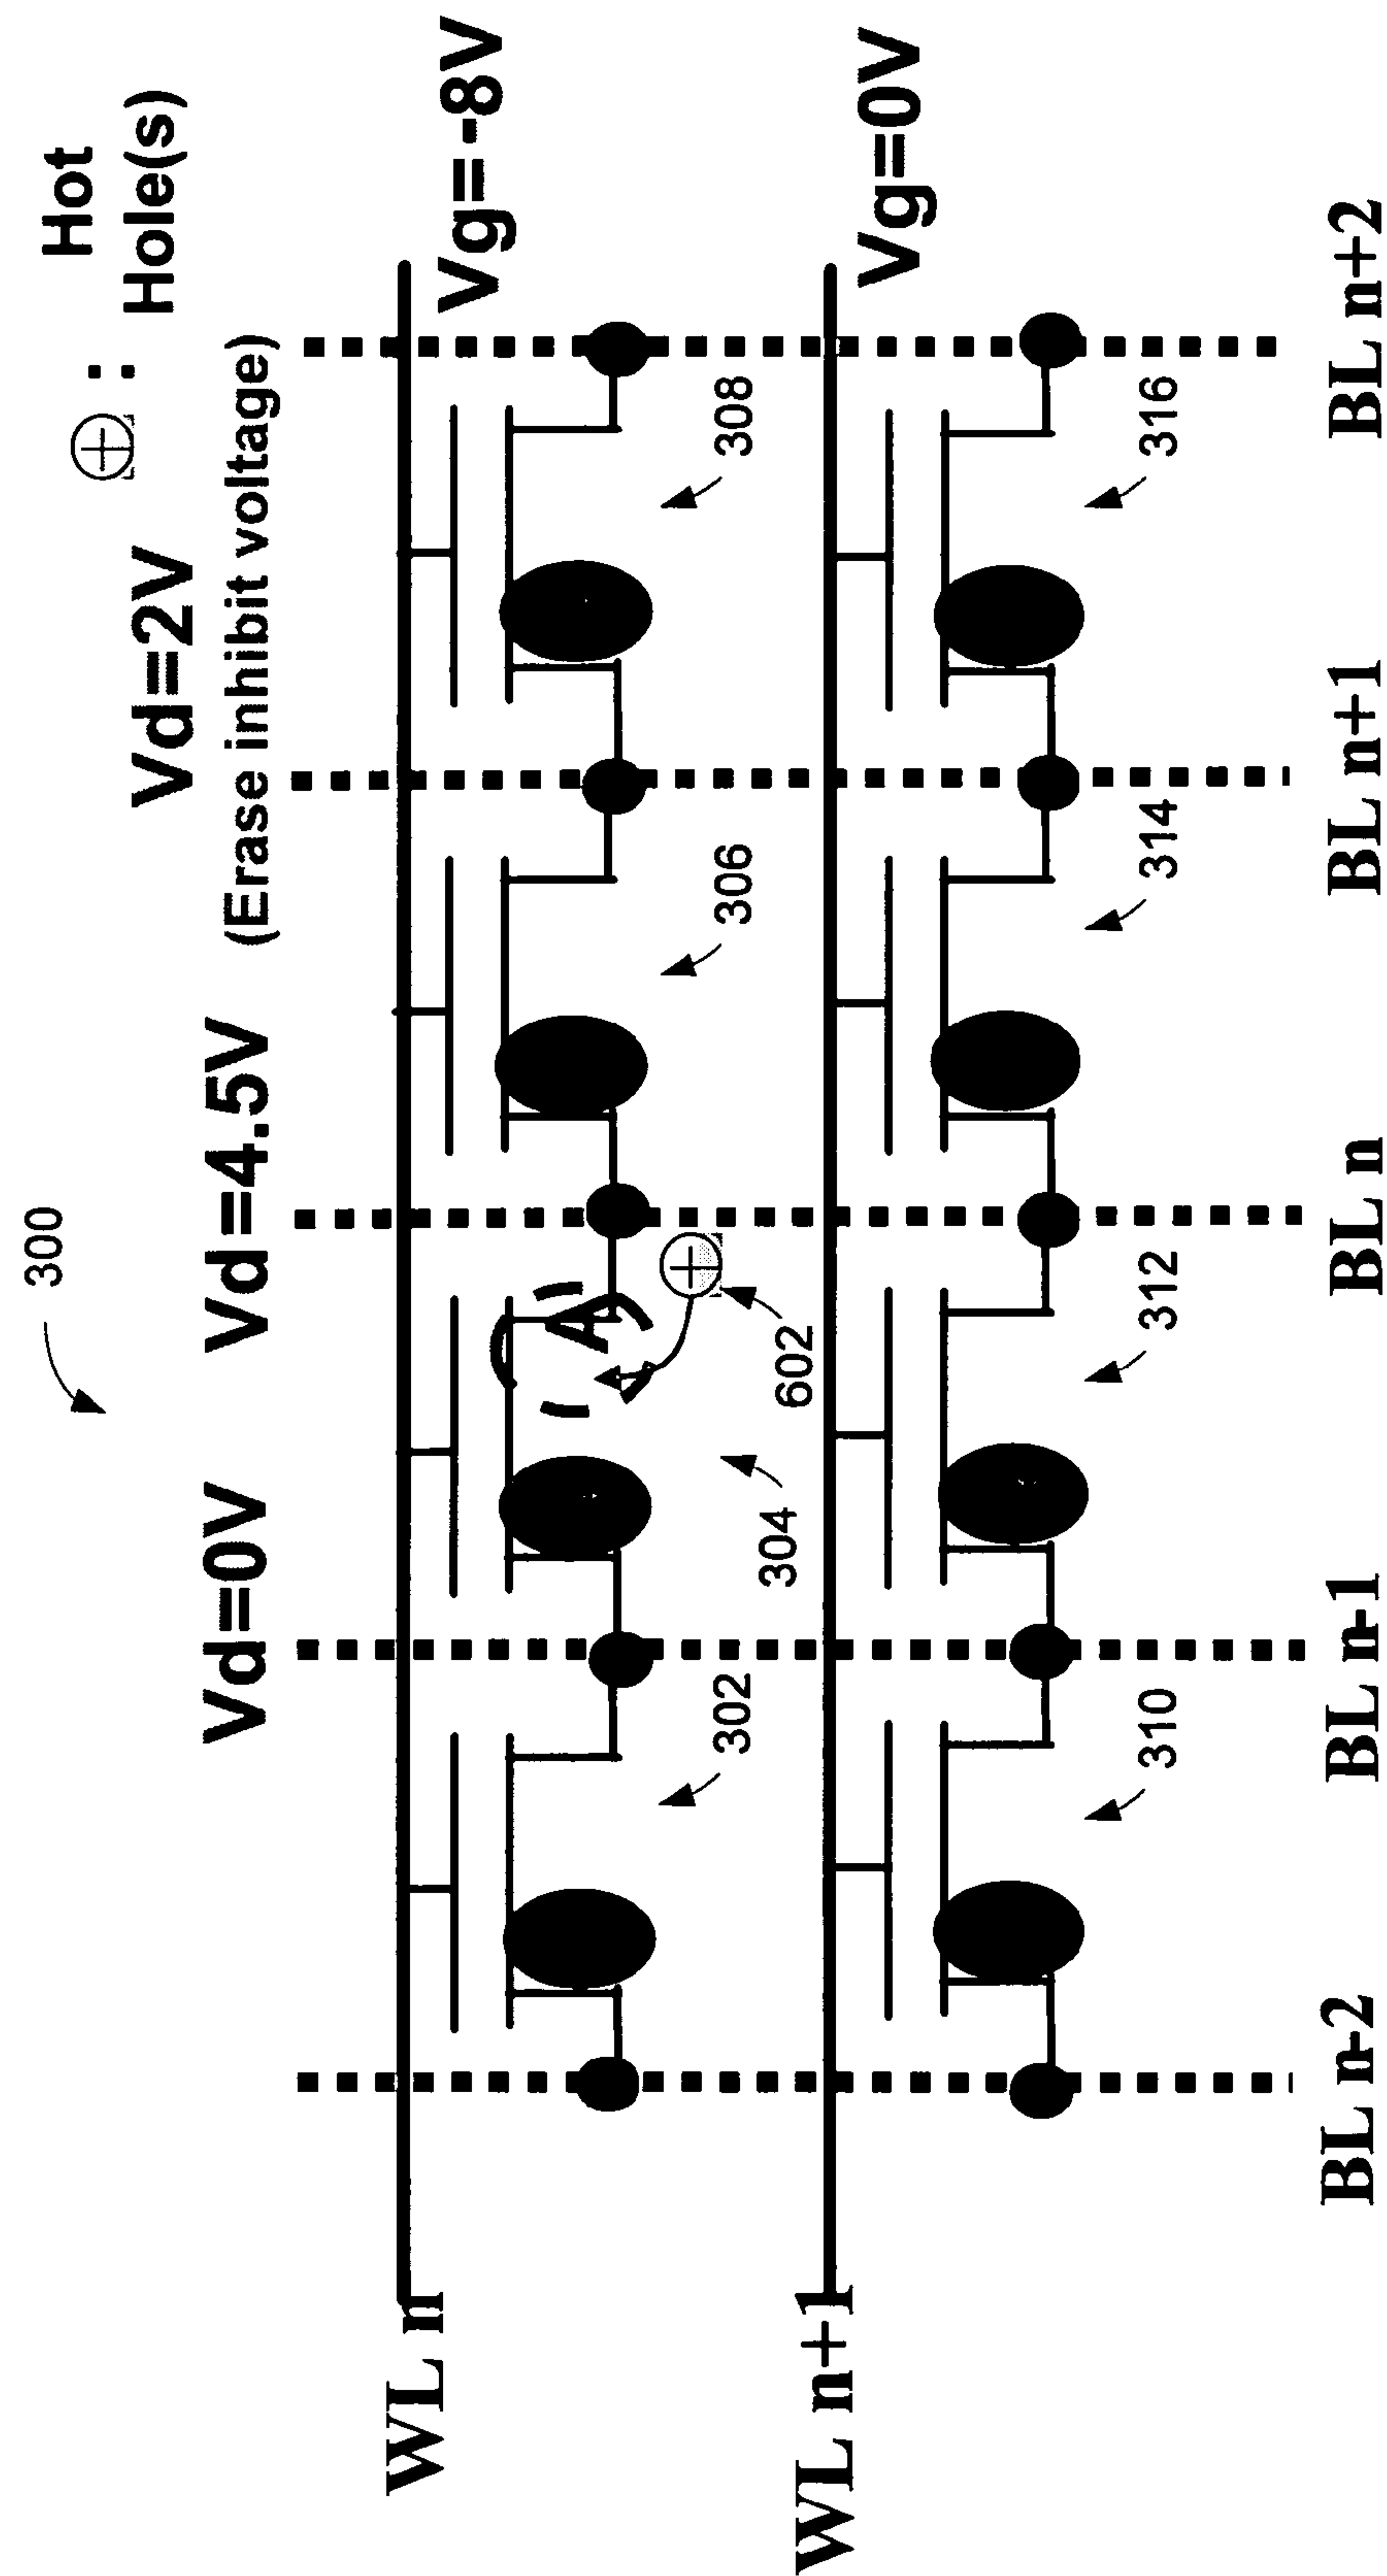 300
Hot
Hole(s)
:
Vd=0V
Vd=4.5V
Vd=2V
(Erase inhibit voltage)
WL n
Vg=-8V
A
302
304
602
306
308
WL n+1
Vg=0V
310
312
314
316
BL n-2
BL n-1
BL n
BL n+1
BL n+2